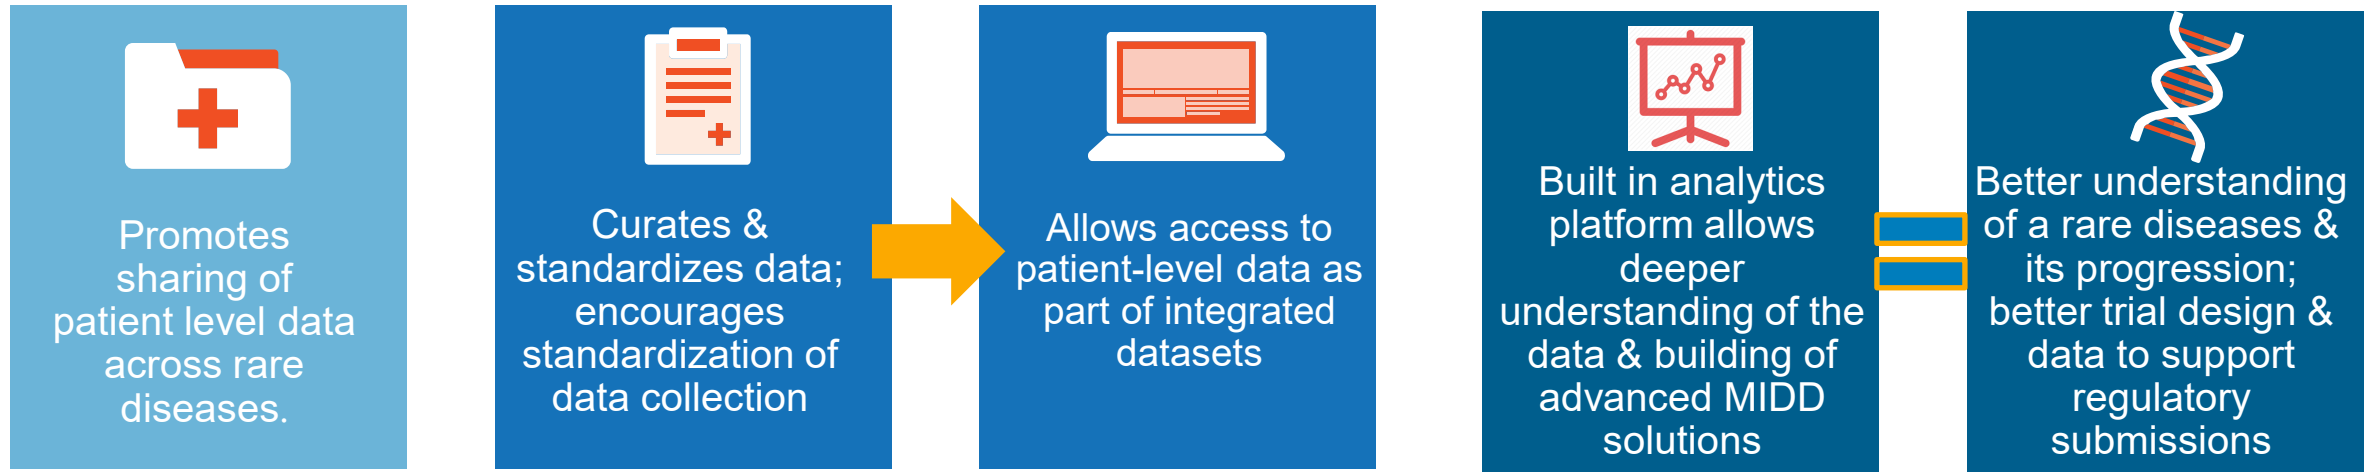 Promotes
sharing of
patient level data
across rare
diseases.
Curates &
standardizes data;
encourages
standardization of
data collection
Allows access to
patient-level data as
part of integrated
datasets
Built in analytics
platform allows
deeper
understanding of the
data & building of
advanced MIDD
solutions
Better understanding
of a rare diseases &
its progression;
better trial design &
data to support
regulatory
submissions